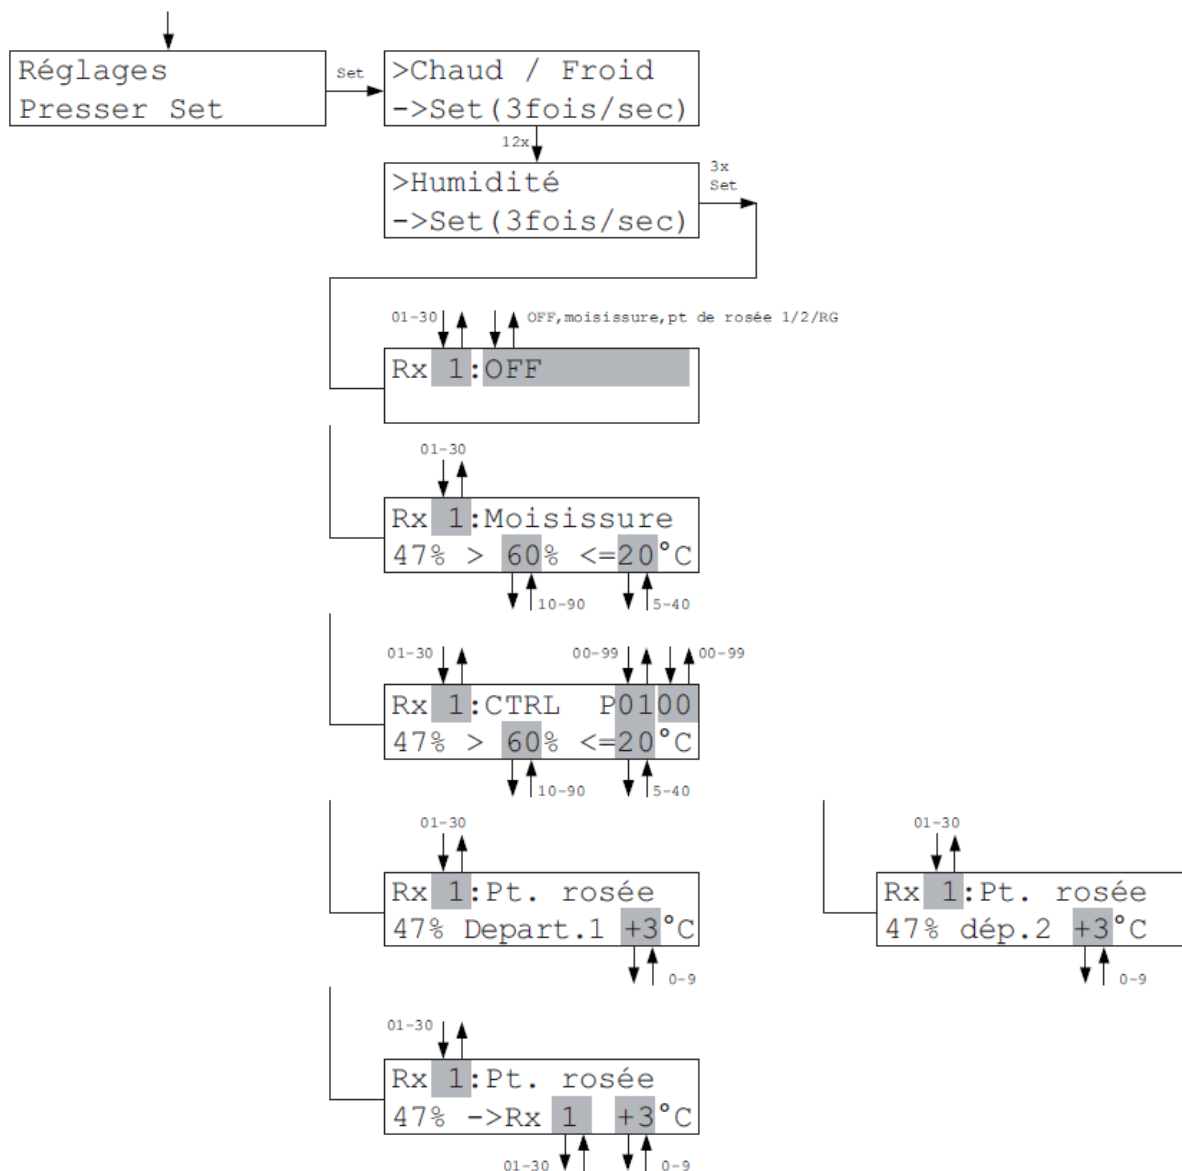 Réglages
Presser Set
Set
>Chaud / Froid
->Set(3fois/sec)
12x
>Humidité
->Set(3fois/sec)
3x
Set
01-30
OFF,moisissure,pt de rosée 1/2/RG
Rx 1:OFF
01-30
Rx 1:Moisissure
47% > 60% <=20°C
10-90
5-40
01-30
00-99
00-99
Rx 1:CTRL P0100
47% > 60% <=20°C
10-90
5-40
01-30
Rx 1:Pt. rosée
47% Depart.1 +3°C
0-9
01-30
Rx 1:Pt. rosée
47% dép.2 +3°C
0-9
01-30
Rx 1:Pt. rosée
47% ->Rx 1 +3°C
01-30
0-9